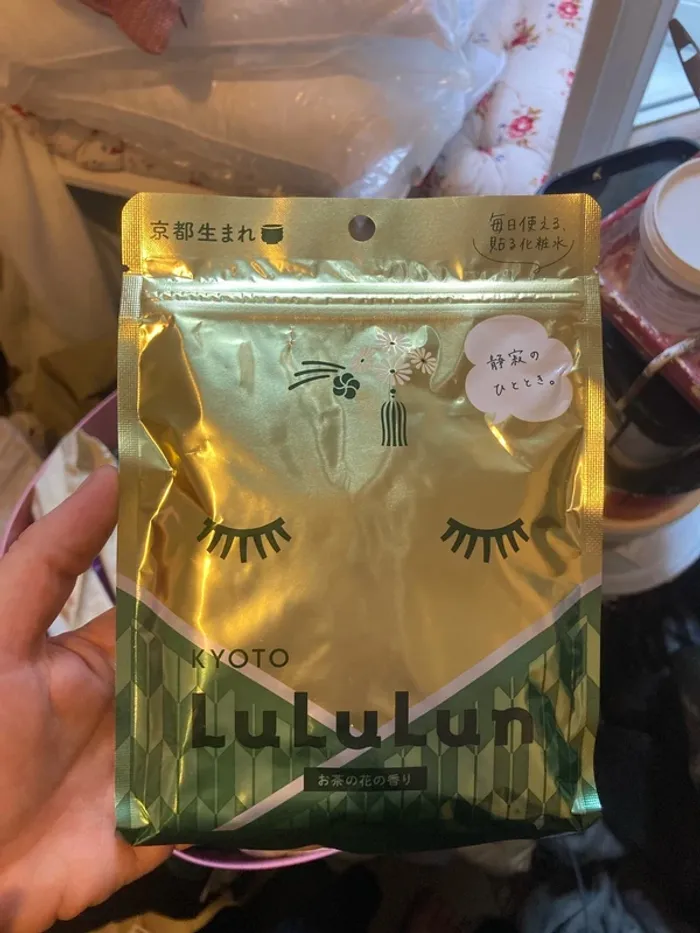 京都生まれ
毎日使える、
貼る化粧水
静寂の
ひととき。
KYOTO
LuLuLun
お茶の花の香り